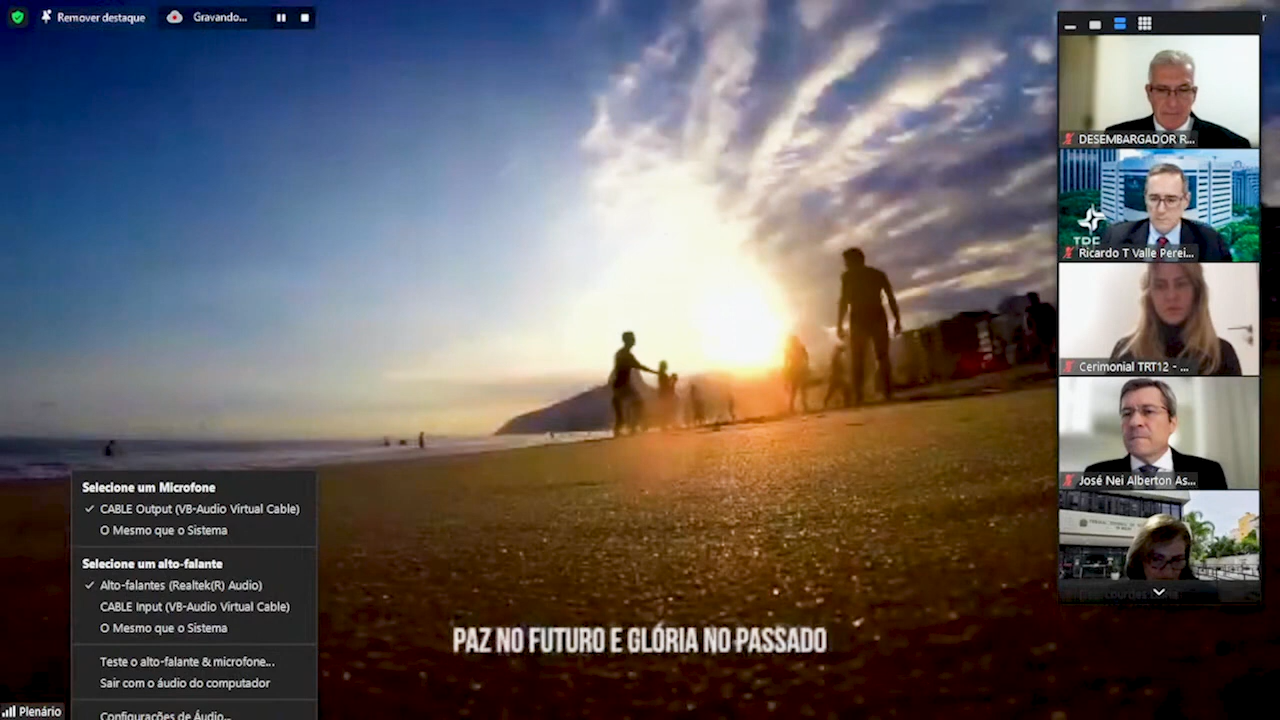 Remover destaque
Gravando...
DESEMBARGADOR R...
Ricardo T Valle Perei...
Cerimonial TRT12 - ...
José Nei Alberton As...
Selecione um Microfone
CABLE Output (VB-Audio Virtual Cable)
O Mesmo que o Sistema
Selecione um alto-falante
Alto-falantes (Realtek(R) Audio)
CABLE Input (VB-Audio Virtual Cable)
O Mesmo que o Sistema
Teste o alto-falante & microfone...
Sair com o áudio do computador
Configurações de Áudio...
PAZ NO FUTURO E GLÓRIA NO PASSADO
Plenário